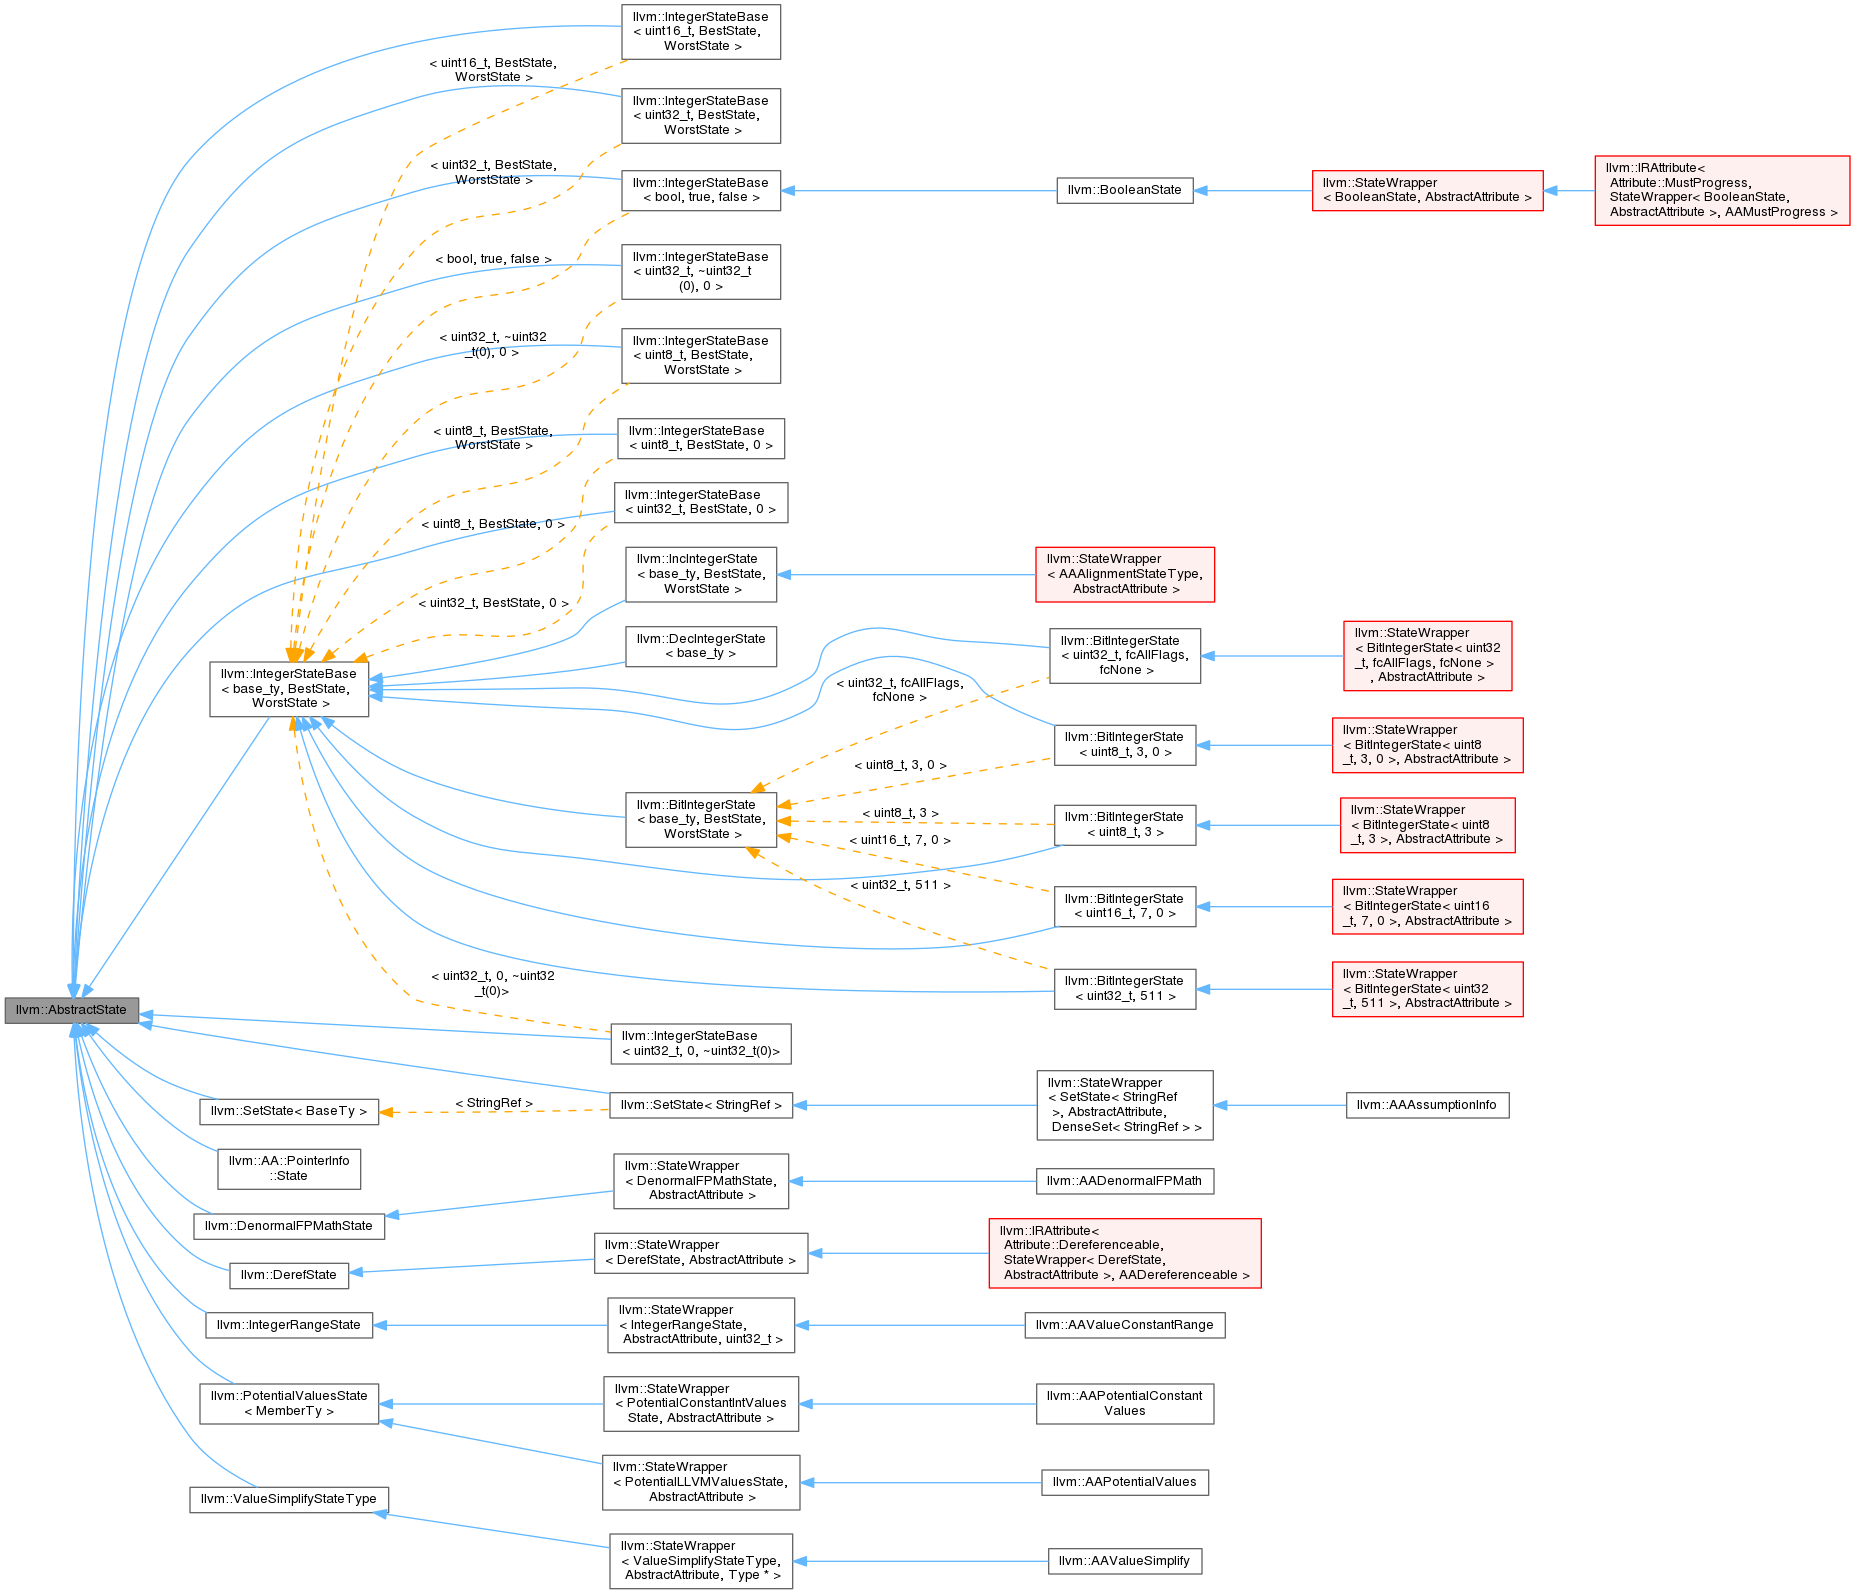 llvm::IntegerStateBase
< uint16_t, BestState,
WorstState >
< uint16_t, BestState,
WorstState >
llvm::IntegerStateBase
< uint32_t, BestState,
WorstState >
< uint32_t, BestState,
WorstState >
llvm::IntegerStateBase
< bool, true, false >
llvm::BooleanState
llvm::StateWrapper
< BooleanState, AbstractAttribute >
llvm::IRAttribute<
Attribute::MustProgress,
StateWrapper< BooleanState,
AbstractAttribute >, AAMustProgress >
< bool, true, false >
llvm::IntegerStateBase
< uint32_t, ~uint32_t
(0), 0 >
< uint32_t, ~uint32
_t(0), 0 >
llvm::IntegerStateBase
< uint8_t, BestState,
WorstState >
< uint8_t, BestState,
WorstState >
llvm::IntegerStateBase
< uint8_t, BestState, 0 >
< uint8_t, BestState, 0 >
llvm::IntegerStateBase
< uint32_t, BestState, 0 >
< uint32_t, BestState, 0 >
llvm::IncIntegerState
< base_ty, BestState,
WorstState >
llvm::StateWrapper
< AAAlignmentStateType,
AbstractAttribute >
llvm::DecIntegerState
< base_ty >
llvm::IntegerStateBase
< base_ty, BestState,
WorstState >
llvm::BitIntegerState
< uint32_t, fcAllFlags,
fcNone >
llvm::StateWrapper
< BitIntegerState< uint32
_t, fcAllFlags, fcNone >
, AbstractAttribute >
< uint32_t, fcAllFlags,
fcNone >
llvm::BitIntegerState
< uint8_t, 3, 0 >
llvm::StateWrapper
< BitIntegerState< uint8
_t, 3, 0 >, AbstractAttribute >
< uint8_t, 3, 0 >
llvm::BitIntegerState
< base_ty, BestState,
WorstState >
< uint8_t, 3 >
llvm::BitIntegerState
< uint8_t, 3 >
llvm::StateWrapper
< BitIntegerState< uint8
_t, 3 >, AbstractAttribute >
< uint16_t, 7, 0 >
llvm::BitIntegerState
< uint16_t, 7, 0 >
llvm::StateWrapper
< BitIntegerState< uint16
_t, 7, 0 >, AbstractAttribute >
< uint32_t, 511 >
llvm::BitIntegerState
< uint32_t, 511 >
llvm::StateWrapper
< BitIntegerState< uint32
_t, 511 >, AbstractAttribute >
< uint32_t, 0, ~uint32
_t(0)>
llvm::AbstractState
llvm::IntegerStateBase
< uint32_t, 0, ~uint32_t(0)>
llvm::SetState< BaseTy >
< StringRef >
llvm::SetState< StringRef >
llvm::StateWrapper
< SetState< StringRef
>, AbstractAttribute,
DenseSet< StringRef > >
llvm::AAAssumptionInfo
llvm::AA::PointerInfo
::State
llvm::DenormalFPMathState
llvm::StateWrapper
< DenormalFPMathState,
AbstractAttribute >
llvm::AADenormalFPMath
llvm::DerefState
llvm::StateWrapper
< DerefState, AbstractAttribute >
llvm::IRAttribute<
Attribute::Dereferenceable,
StateWrapper< DerefState,
AbstractAttribute >, AADereferenceable >
llvm::IntegerRangeState
llvm::StateWrapper
< IntegerRangeState,
AbstractAttribute, uint32_t >
llvm::AAValueConstantRange
llvm::PotentialValuesState
< MemberTy >
llvm::StateWrapper
< PotentialConstantIntValues
State, AbstractAttribute >
llvm::AAPotentialConstant
Values
llvm::StateWrapper
< PotentialLLVMValuesState,
AbstractAttribute >
llvm::AAPotentialValues
llvm::ValueSimplifyStateType
llvm::StateWrapper
< ValueSimplifyStateType,
AbstractAttribute, Type * >
llvm::AAValueSimplify